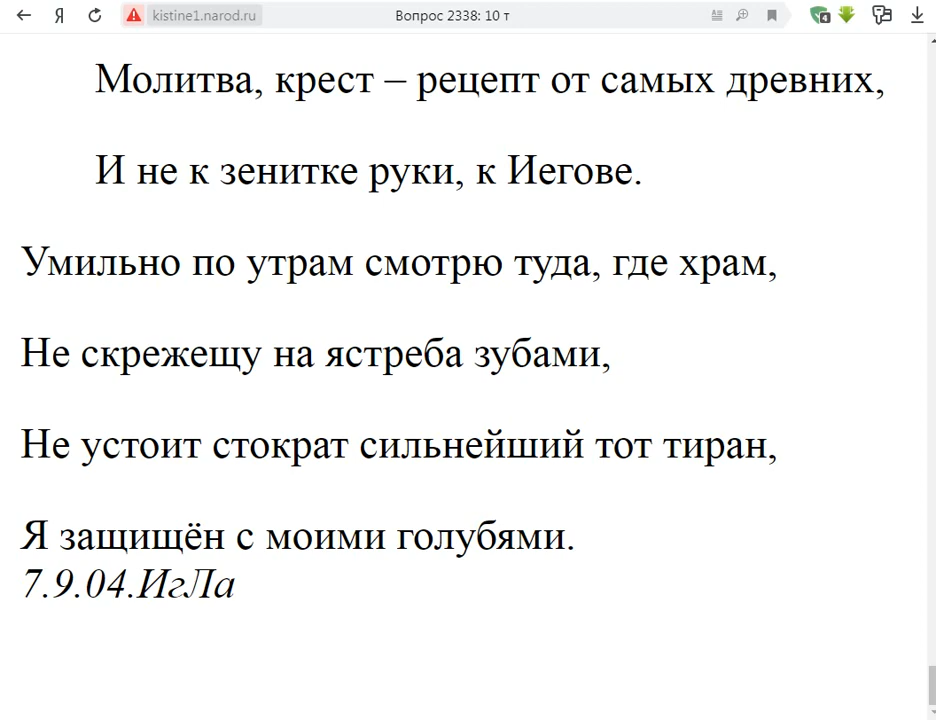 kistine1.narod.ru
Вопрос 2338: 10 т
4
Молитва, крест – рецепт от самых древних,
И не к зенитке руки, к Иегове.
Умильно по утрам смотрю туда, где храм,
Не скрежещу на ястреба зубами,
Не устоит стократ сильнейший тот тиран,
Я защищён с моими голубями.
7.9.04.ИгЛа